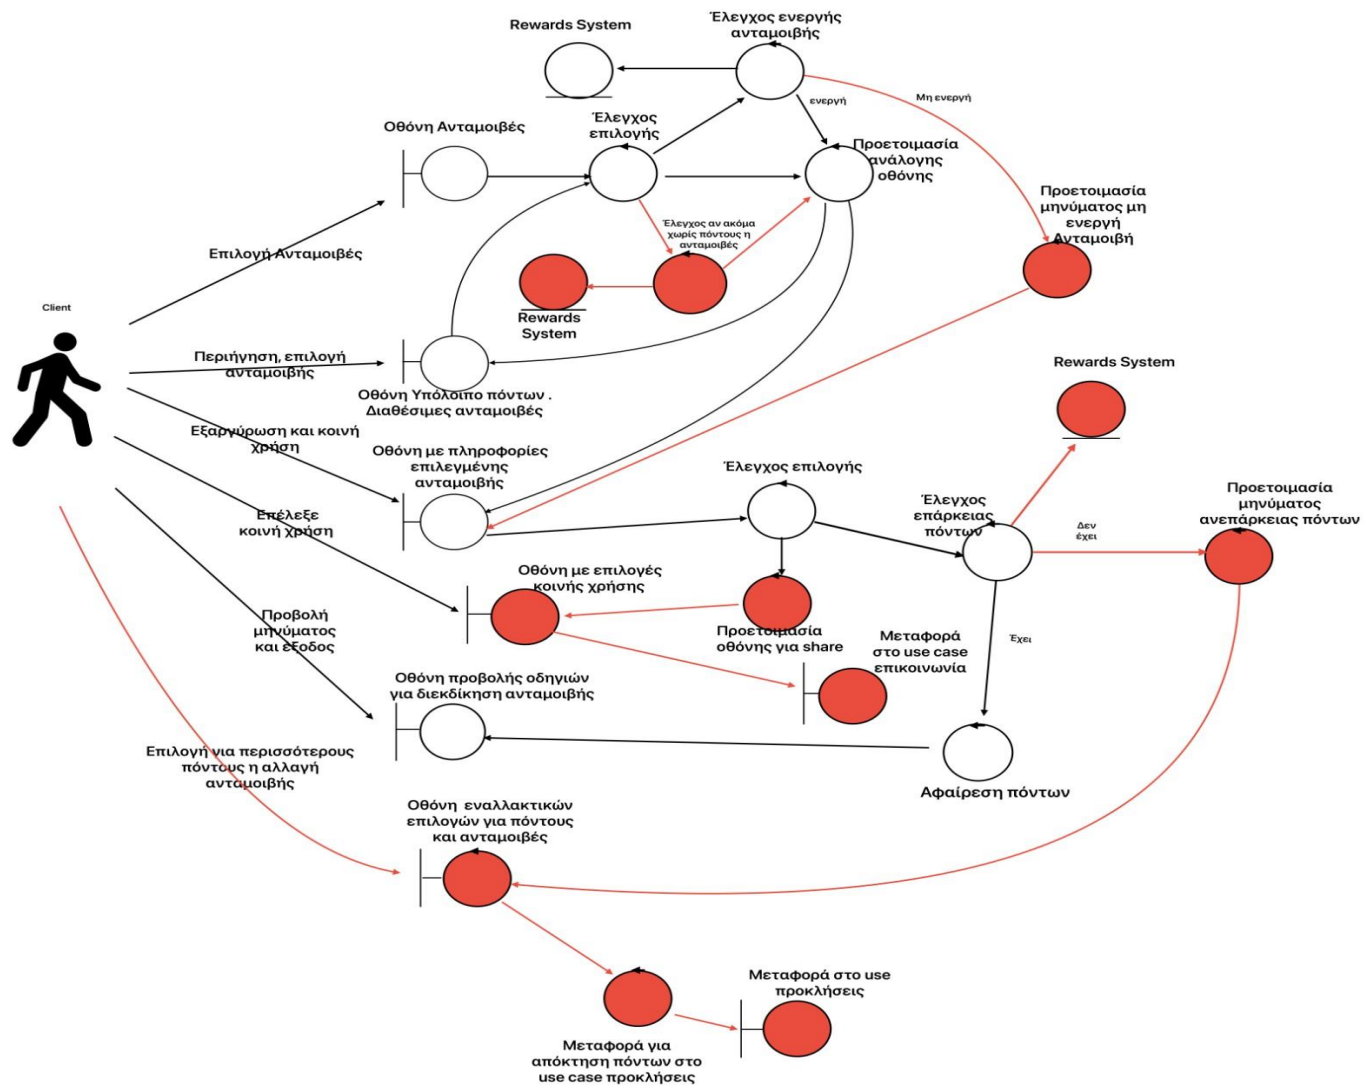 Rewards System
Έλεγχος ενεργής
ανταμοιβής
Μη ενεργή
ενεργή
Οθόνη Ανταμοιβές
Έλεγχος
επιλογής
Προετοιμασία
ανάλογης
οθόνης
Προετοιμασία
μηνύματος μη
ενεργή
Ανταμοιβή
Έλεγχος αν ακόμα
χωρίς πόντους η
ανταμοιβές
Επιλογή Ανταμοιβές
Client
Rewards
System
Περιήγηση, επιλογή
ανταμοιβής
Rewards System
Οθόνη Υπόλοιπο πόντων .
Διαθέσιμες ανταμοιβές
Εξαργύρωση και κοινή
χρήση
Οθόνη με πληροφορίες
επιλεγμένης
ανταμοιβής
Έλεγχος επιλογής
Έλεγχος
επάρκειας
πόντων
Προετοιμασία
μηνύματος
ανεπάρκειας πόντων
Δεν
έχει
Επέλεξε
κοινή χρήση
Οθόνη με επιλογές
κοινής χρήσης
Προετοιμασία
οθόνης για share
Μεταφορά
στο use case
επικοινωνία
Έχει
Προβολή
μηνύματος
και έξοδος
Οθόνη προβολής οδηγιών
για διεκδίκηση ανταμοιβής
Επιλογή για περισσότερους
πόντους η αλλαγή
ανταμοιβής
Αφαίρεση πόντων
Οθόνη εναλλακτικών
επιλογών για πόντους
και ανταμοιβές
Μεταφορά στο use
προκλήσεις
Μεταφορά για
απόκτηση πόντων στο
use case προκλήσεις